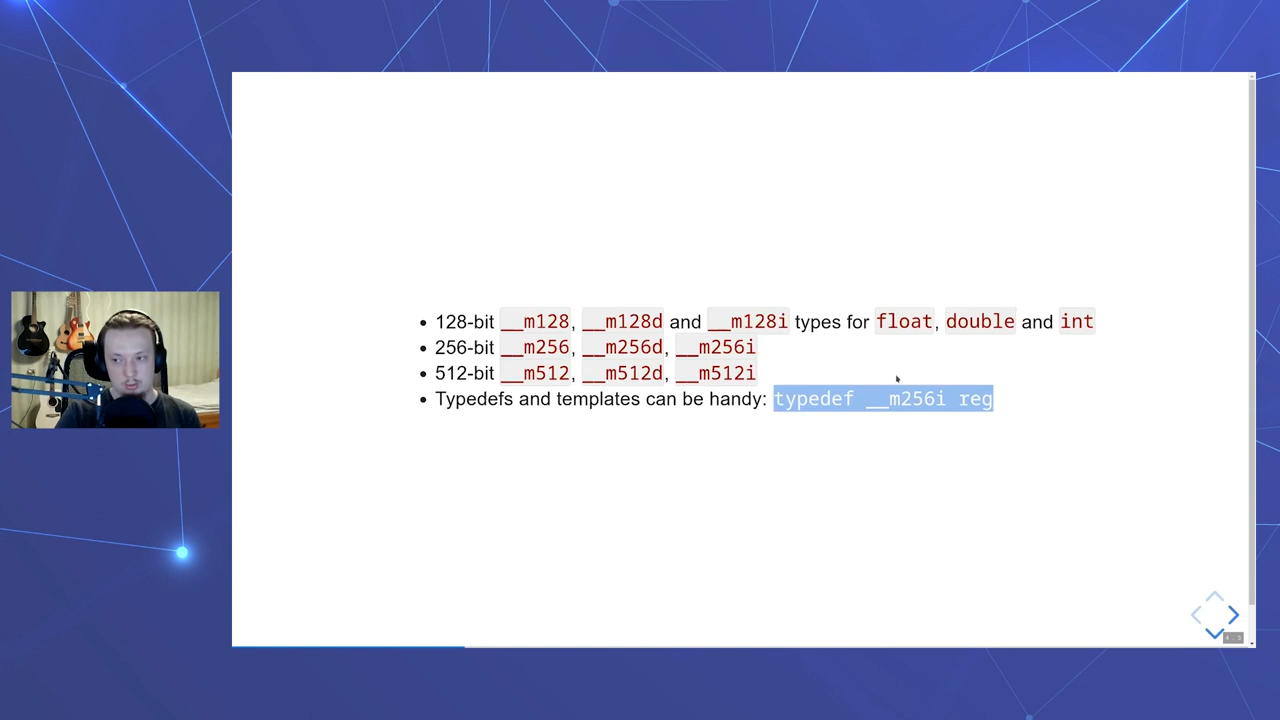 128-bit __m128, __m128d and __m128i types for float, double and int
256-bit __m256, __m256d, __m256i
512-bit __m512, __m512d, __m512i
Typedefs and templates can be handy: typedef __m256i reg